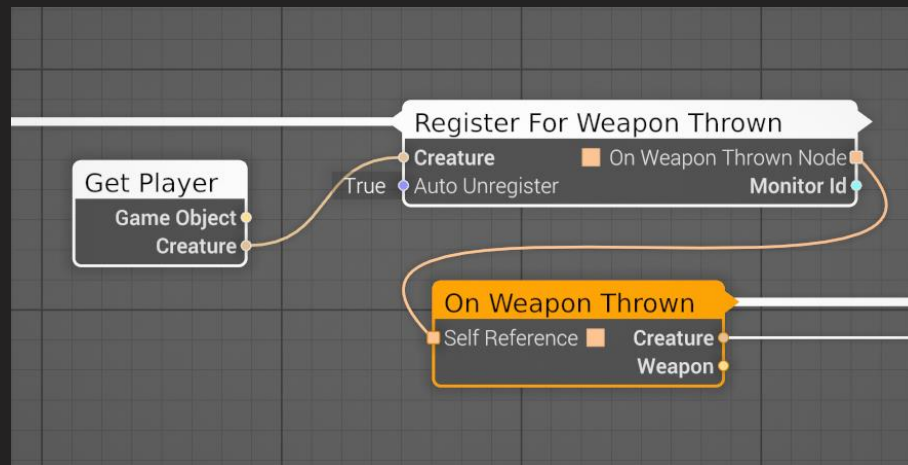 Register For Weapon Thrown
Creature On Weapon Thrown Node
True Auto Unregister Monitor Id
Get Player
Game Object
Creature
On Weapon Thrown
Self Reference Creature
Weapon